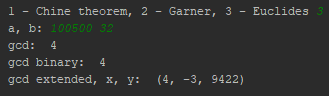 1 - Chine theorem, 2 - Garner, 3 - Euclides 3
a, b: 100500 32
gcd:  4
gcd binary:  4
gcd extended, x, y:  (4, -3, 9422)